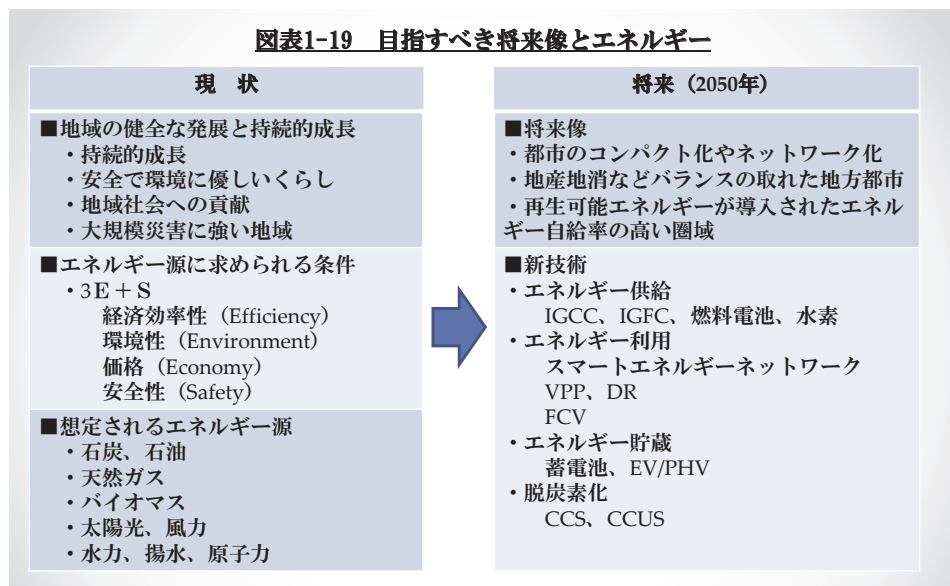 図表1-19　目指すべき将来像とエネルギー
現　状
■地域の健全な発展と持続的成長
・持続的成長
・安全で環境に優しいくらし
・地域社会への貢献
・大規模災害に強い地域
■エネルギー源に求められる条件
・3E＋S
経済効率性（Efficiency）
環境性（Environment）
価格（Economy）
安全性（Safety）
■想定されるエネルギー源
・石炭、石油
・天然ガス
・バイオマス
・太陽光、風力
・水力、揚水、原子力
将来（2050年）
■将来像
・都市のコンパクト化やネットワーク化
・地産地消などバランスの取れた地方都市
・再生可能エネルギーが導入されたエネル
ギー自給率の高い圏域
■新技術
・エネルギー供給
IGCC、IGFC、燃料電池、水素
・エネルギー利用
スマートエネルギーネットワーク
VPP、DR
FCV
・エネルギー貯蔵
蓄電池、EV/PHV
・脱炭素化
CCS、CCUS